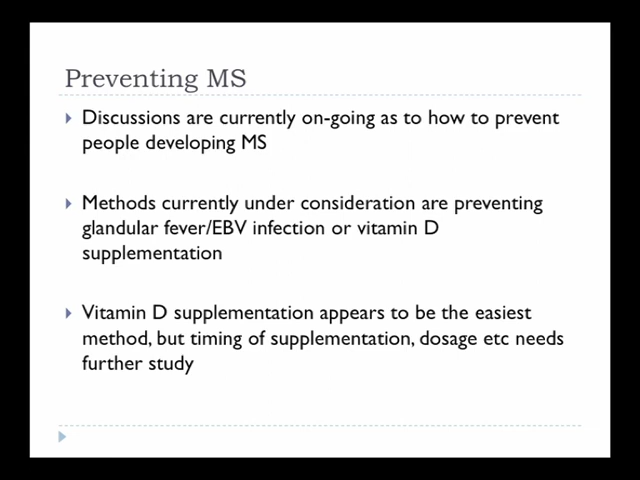 Preventing MS
Discussions are currently on-going as to how to prevent
people developing MS
Methods currently under consideration are preventing
glandular fever/EBV infection or vitamin D
supplementation
Vitamin D supplementation appears to be the easiest
method, but timing of supplementation, dosage etc needs
further study